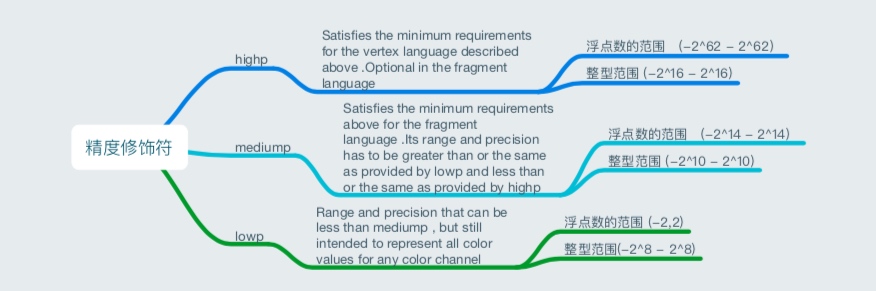 精度修饰符
highp
Satisfies the minimum requirements
for the vertex language described
above .Optional in the fragment
language
浮点数的范围 (−2^62 − 2^62)
整型范围 (−2^16 − 2^16)
mediump
Satisfies the minimum requirements
above for the fragment
language .Its range and precision
has to be greater than or the same
as provided by lowp and less than
or the same as provided by highp
浮点数的范围 (−2^14 − 2^14)
整型范围 (−2^10 − 2^10)
lowp
Range and precision that can be
less than mediump , but still
intended to represent all color
values for any color channel
浮点数的范围 (−2,2)
整型范围(−2^8 − 2^8)